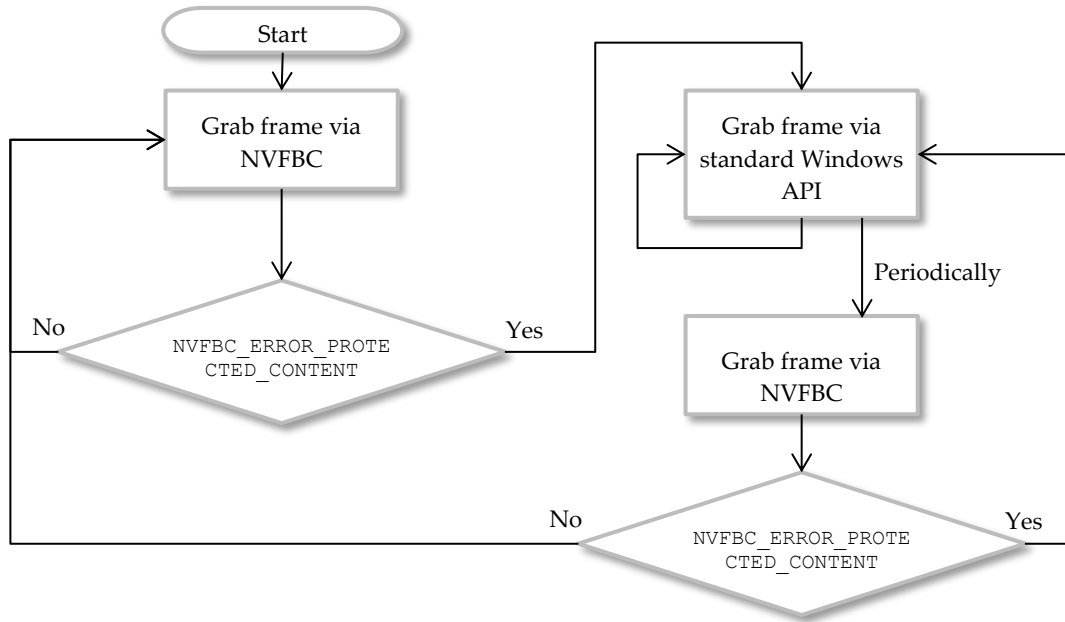 Start
Grab frame via
NVFBC
No
Yes
NVFBC_ERROR_PROTE
CTED_CONTENT
Grab frame via
standard Windows
API
Periodically
Grab frame via
NVFBC
No
Yes
NVFBC_ERROR_PROTE
CTED_CONTENT